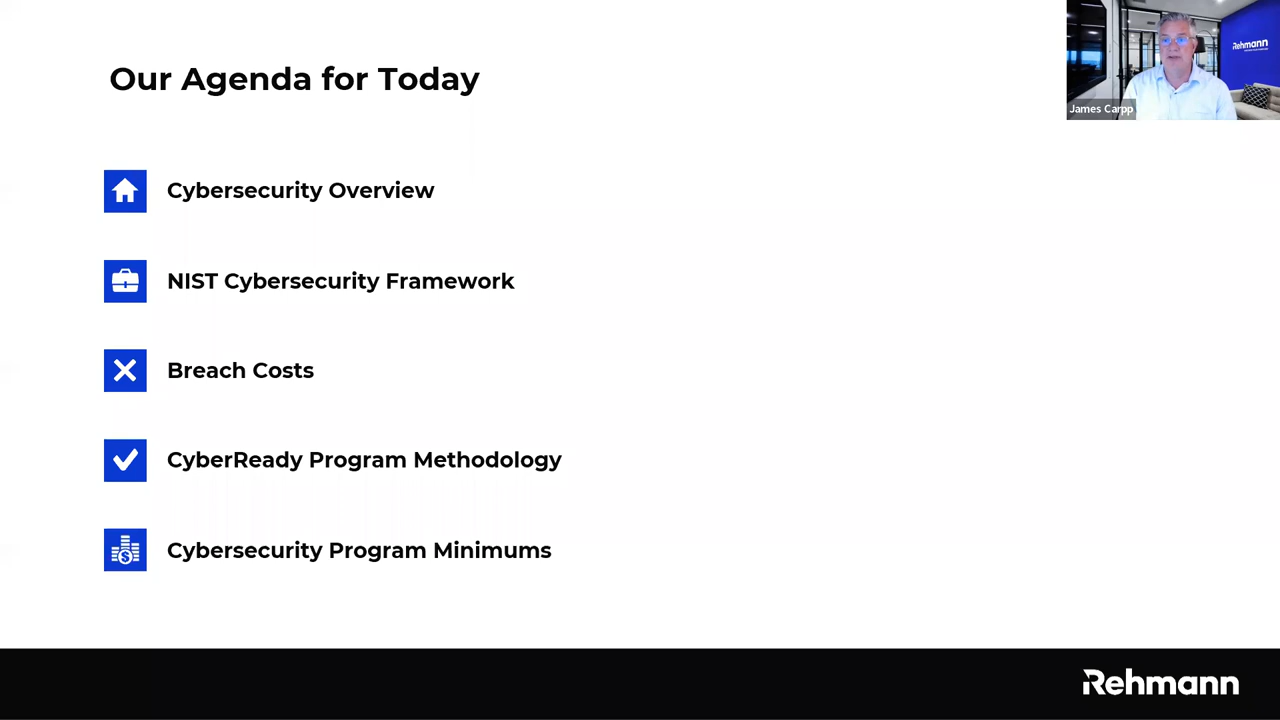 Our Agenda for Today
Rehmann
James Carpp
Cybersecurity Overview
NIST Cybersecurity Framework
Breach Costs
CyberReady Program Methodology
Cybersecurity Program Minimums
Rehmann